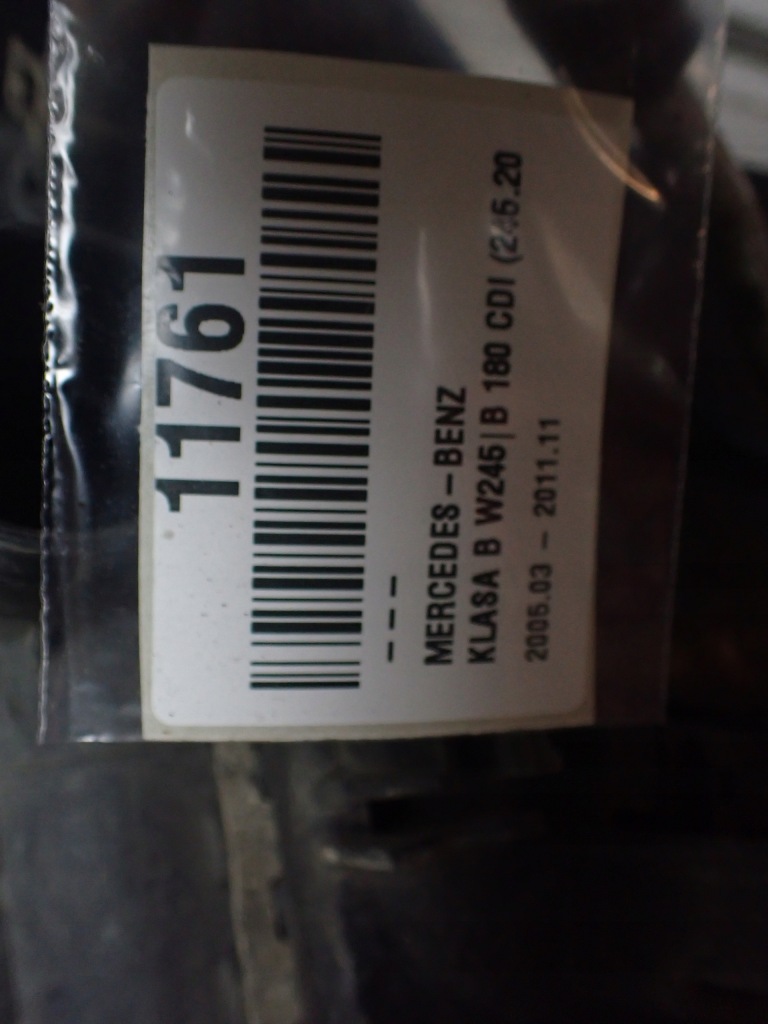 11761
---
MERCEDES-BENZ
KLASA B W245|B 180 CDI (245.20
2005.03 - 2011.11